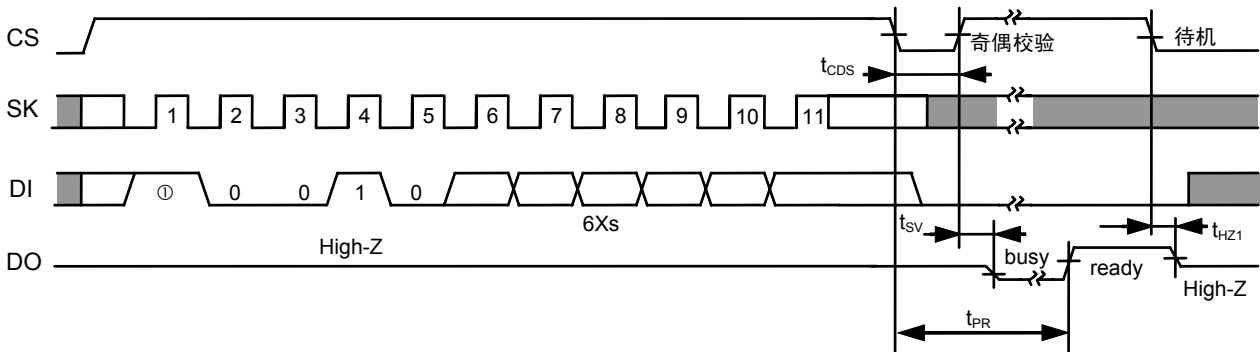 CS
奇偶校验
待机
tCDS
SK
1 2 3 4 5 6 7 8 9 10 11
DI
① 0 0 1 0
6Xs
tSV
tHZ1
High-Z
DO
busy
ready
High-Z
tPR